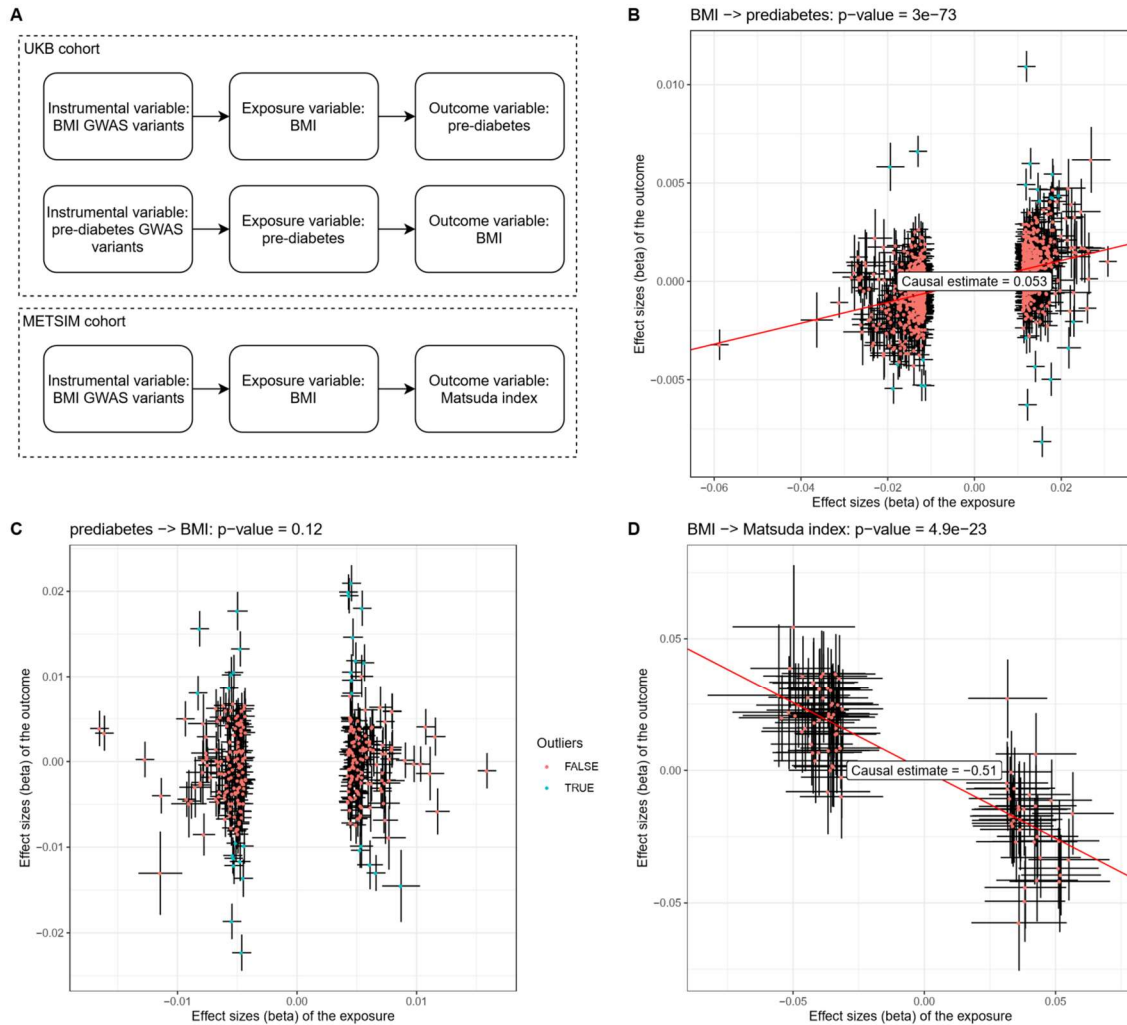 A
UKB cohort
Instrumental variable:
BMI GWAS variants
Exposure variable:
BMI
Outcome variable:
pre-diabetes
Instrumental variable:
pre-diabetes GWAS
variants
Exposure variable:
pre-diabetes
Outcome variable:
BMI
METSIM cohort
Instrumental variable:
BMI GWAS variants
Exposure variable:
BMI
Outcome variable:
Matsuda index
B
BMI −> prediabetes: p−value = 3e−73
Effect sizes (beta) of the outcome
0.010
0.005
0.000
−0.005
Causal estimate = 0.053
−0.06
−0.04
−0.02
0.00
0.02
Effect sizes (beta) of the exposure
C
prediabetes −> BMI: p−value = 0.12
Effect sizes (beta) of the outcome
0.02
0.01
0.00
−0.01
−0.02
−0.01
0.00
0.01
Effect sizes (beta) of the exposure
Outliers
FALSE
TRUE
D
BMI −> Matsuda index: p−value = 4.9e−23
Effect sizes (beta) of the outcome
0.05
0.00
−0.05
Causal estimate = −0.51
−0.05
0.00
0.05
Effect sizes (beta) of the exposure